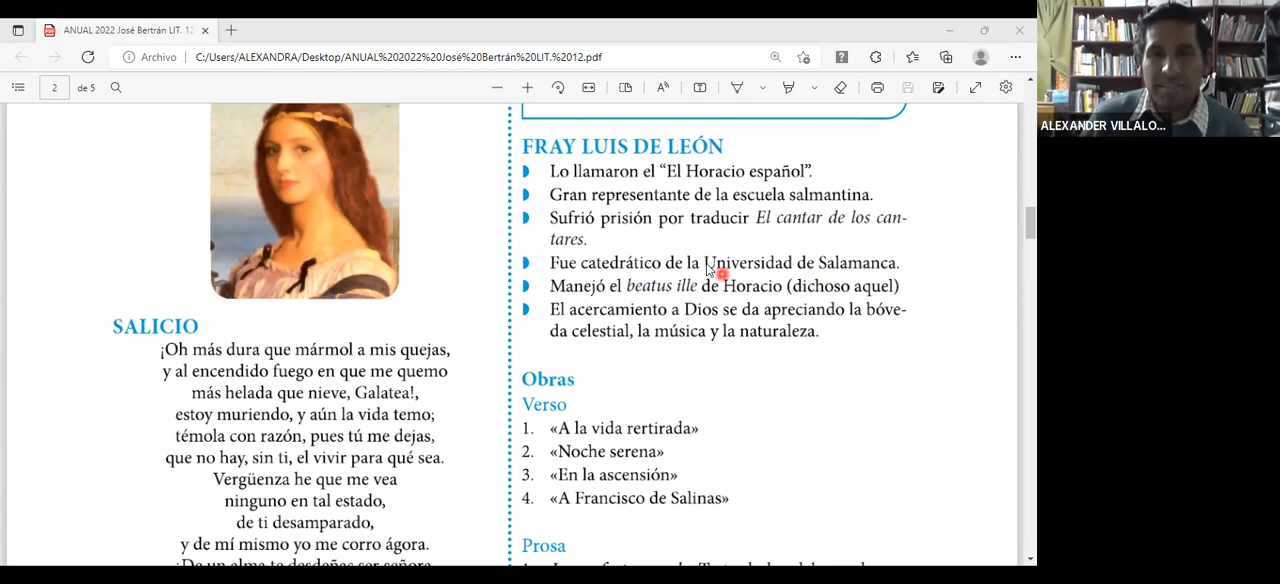 ANUAL 2022 José Bertrán LIT. 12
Archivo
C:/Users/ALEXANDRA/Desktop/ANUAL%202022%20José%20Bertrán%20LIT.%2012.pdf
2
de 5
ALEXANDER VILLALO...
SALICIO
¡Oh más dura que mármol a mis quejas,
y al encendido fuego en que me quemo
más helada que nieve, Galatea!,
estoy muriendo, y aún la vida temo;
témola con razón, pues tú me dejas,
que no hay, sin ti, el vivir para qué sea.
Vergüenza he que me vea
ninguno en tal estado,
de ti desamparado,
y de mí mismo yo me corro ágora.
¿De un alma te desdeñas ser señora
FRAY LUIS DE LEÓN
Lo llamaron el “El Horacio español”.
Gran representante de la escuela salmantina.
Sufrió prisión por traducir El cantar de los can-
tares.
Fue catedrático de la Universidad de Salamanca.
Manejó el beatus ille de Horacio (dichoso aquel)
El acercamiento a Dios se da apreciando la bóve-
da celestial, la música y la naturaleza.
Obras
Verso
1. «A la vida rertirada»
2. «Noche serena»
3. «En la ascensión»
4. «A Francisco de Salinas»
Prosa